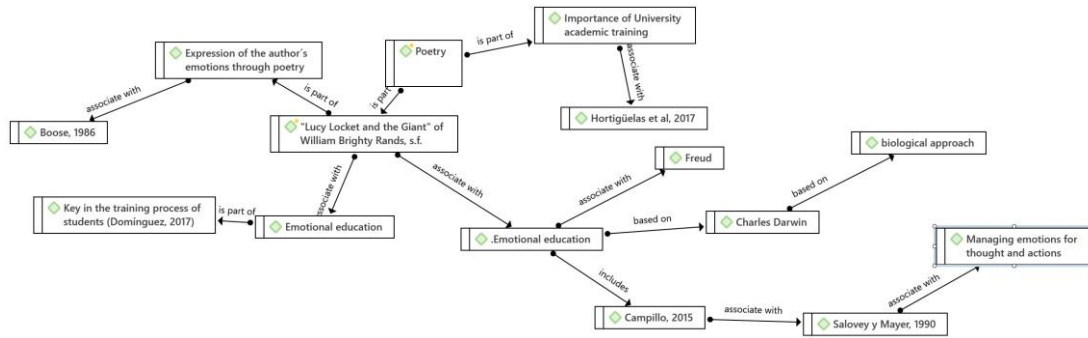 Importance of University
academic training
is part of
Poetry
Expression of the author´s
emotions through poetry
associate with
is part of
is part
associate with
Boose, 1986
"Lucy Locket and the Giant" of
William Brighty Rands, s.f.
Hortigüelas et al, 2017
biological approach
Freud
associate with
associate with
associate with
based on
Key in the training process of
students (Domínguez, 2017)
is part of
Emotional education
.Emotional education
based on
Charles Darwin
Managing emotions for
thought and actions
includes
associate with
Campillo, 2015
associate with
Salovey y Mayer, 1990